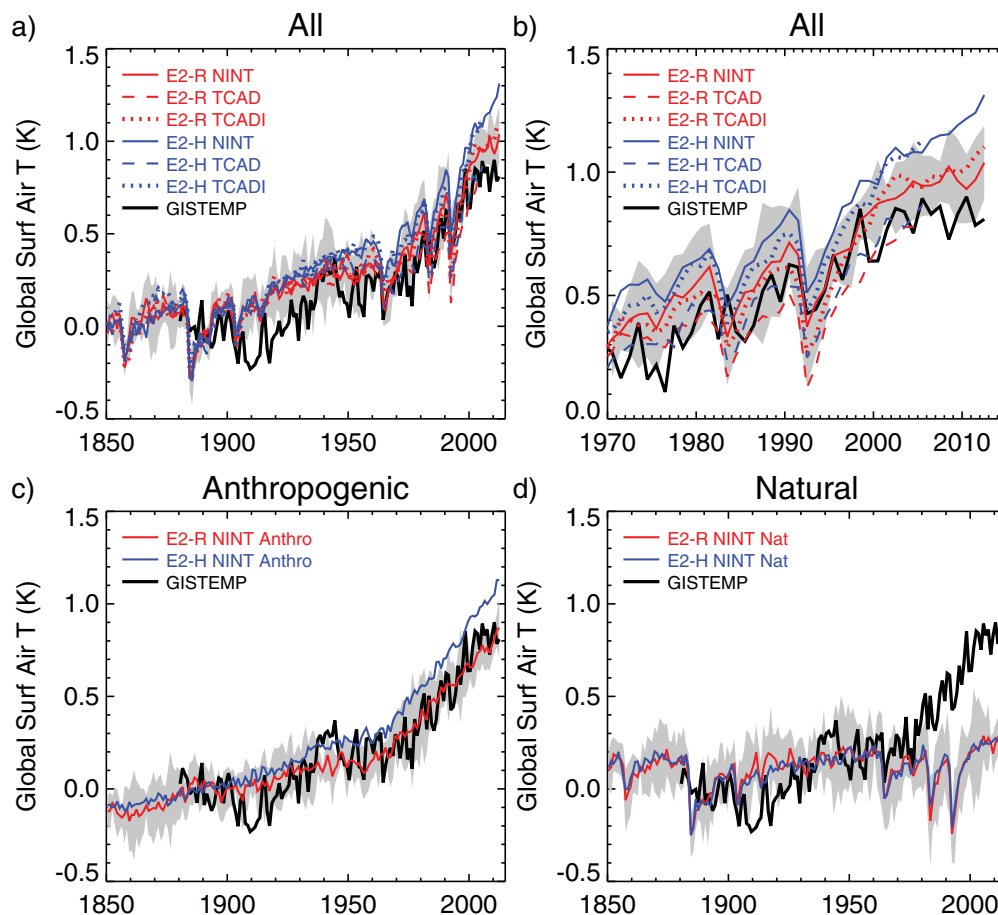 a)
All
Global Surf Air T (K)
1.5
1.0
0.5
0.0
-0.5
E2-R NINT
E2-R TCAD
E2-R TCADI
E2-H NINT
E2-H TCAD
E2-H TCADI
GISTEMP
1850 1900 1950 2000
b)
All
Global Surf Air T (K)
1.5
1.0
0.5
0.0
E2-R NINT
E2-R TCAD
E2-R TCADI
E2-H NINT
E2-H TCAD
E2-H TCADI
GISTEMP
1970 1980 1990 2000 2010
c)
Anthropogenic
Global Surf Air T (K)
1.5
1.0
0.5
0.0
-0.5
E2-R NINT Anthro
E2-H NINT Anthro
GISTEMP
1850 1900 1950 2000
d)
Natural
Global Surf Air T (K)
1.5
1.0
0.5
0.0
-0.5
E2-R NINT Nat
E2-H NINT Nat
GISTEMP
1850 1900 1950 2000